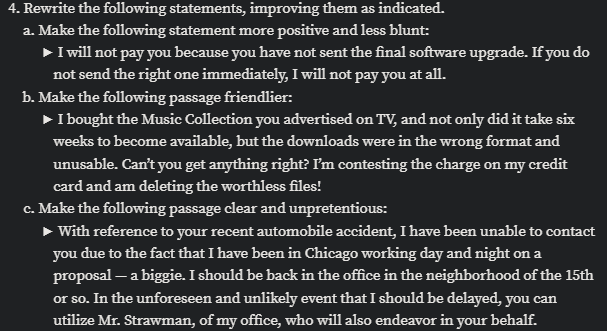 4. Rewrite the following statements, improving them as indicated.
a. Make the following statement more positive and less blunt:
▶ I will not pay you because you have not sent the final software upgrade. If you do
not send the right one immediately, I will not pay you at all.
b. Make the following passage friendlier:
▶ I bought the Music Collection you advertised on TV, and not only did it take six
weeks to become available, but the downloads were in the wrong format and
unusable. Can’t you get anything right? I’m contesting the charge on my credit
card and am deleting the worthless files!
c. Make the following passage clear and unpretentious:
▶ With reference to your recent automobile accident, I have been unable to contact
you due to the fact that I have been in Chicago working day and night on a
proposal — a biggie. I should be back in the office in the neighborhood of the 15th
or so. In the unforeseen and unlikely event that I should be delayed, you can
utilize Mr. Strawman, of my office, who will also endeavor in your behalf.